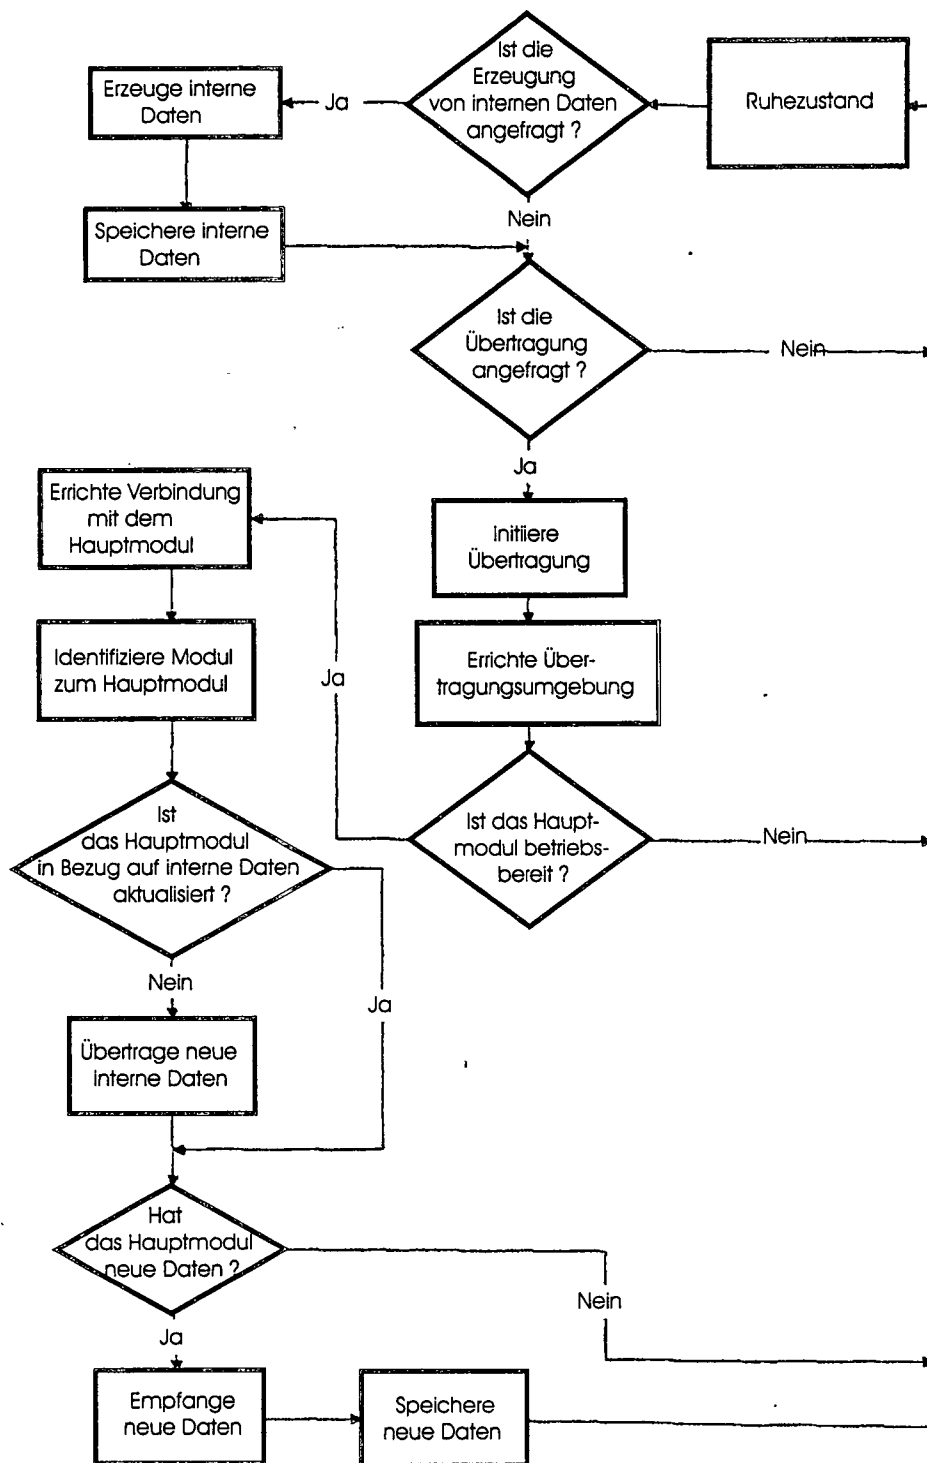 Ist die
Erzeugung
von internen Daten
angefragt ?
Ruhezustand
Ja
Erzeuge interne
Daten
Nein
Speichere interne
Daten
Ist die
Übertragung
angefragt ?
Nein
Ja
Initiiere
Übertragung
Errichte Über-
tragungsumgebung
Ist das Haupt-
modul betriebs-
bereit ?
Nein
Ja
Errichte Verbindung
mit dem
Hauptmodul
Identifiziere Modul
zum Hauptmodul
Ist
das Hauptmodul
in Bezug auf interne Daten
aktualisiert ?
Nein
Ja
Übertrage neue
interne Daten
Hat
das Hauptmodul
neue Daten ?
Nein
Ja
Empfange
neue Daten
Speichere
neue Daten